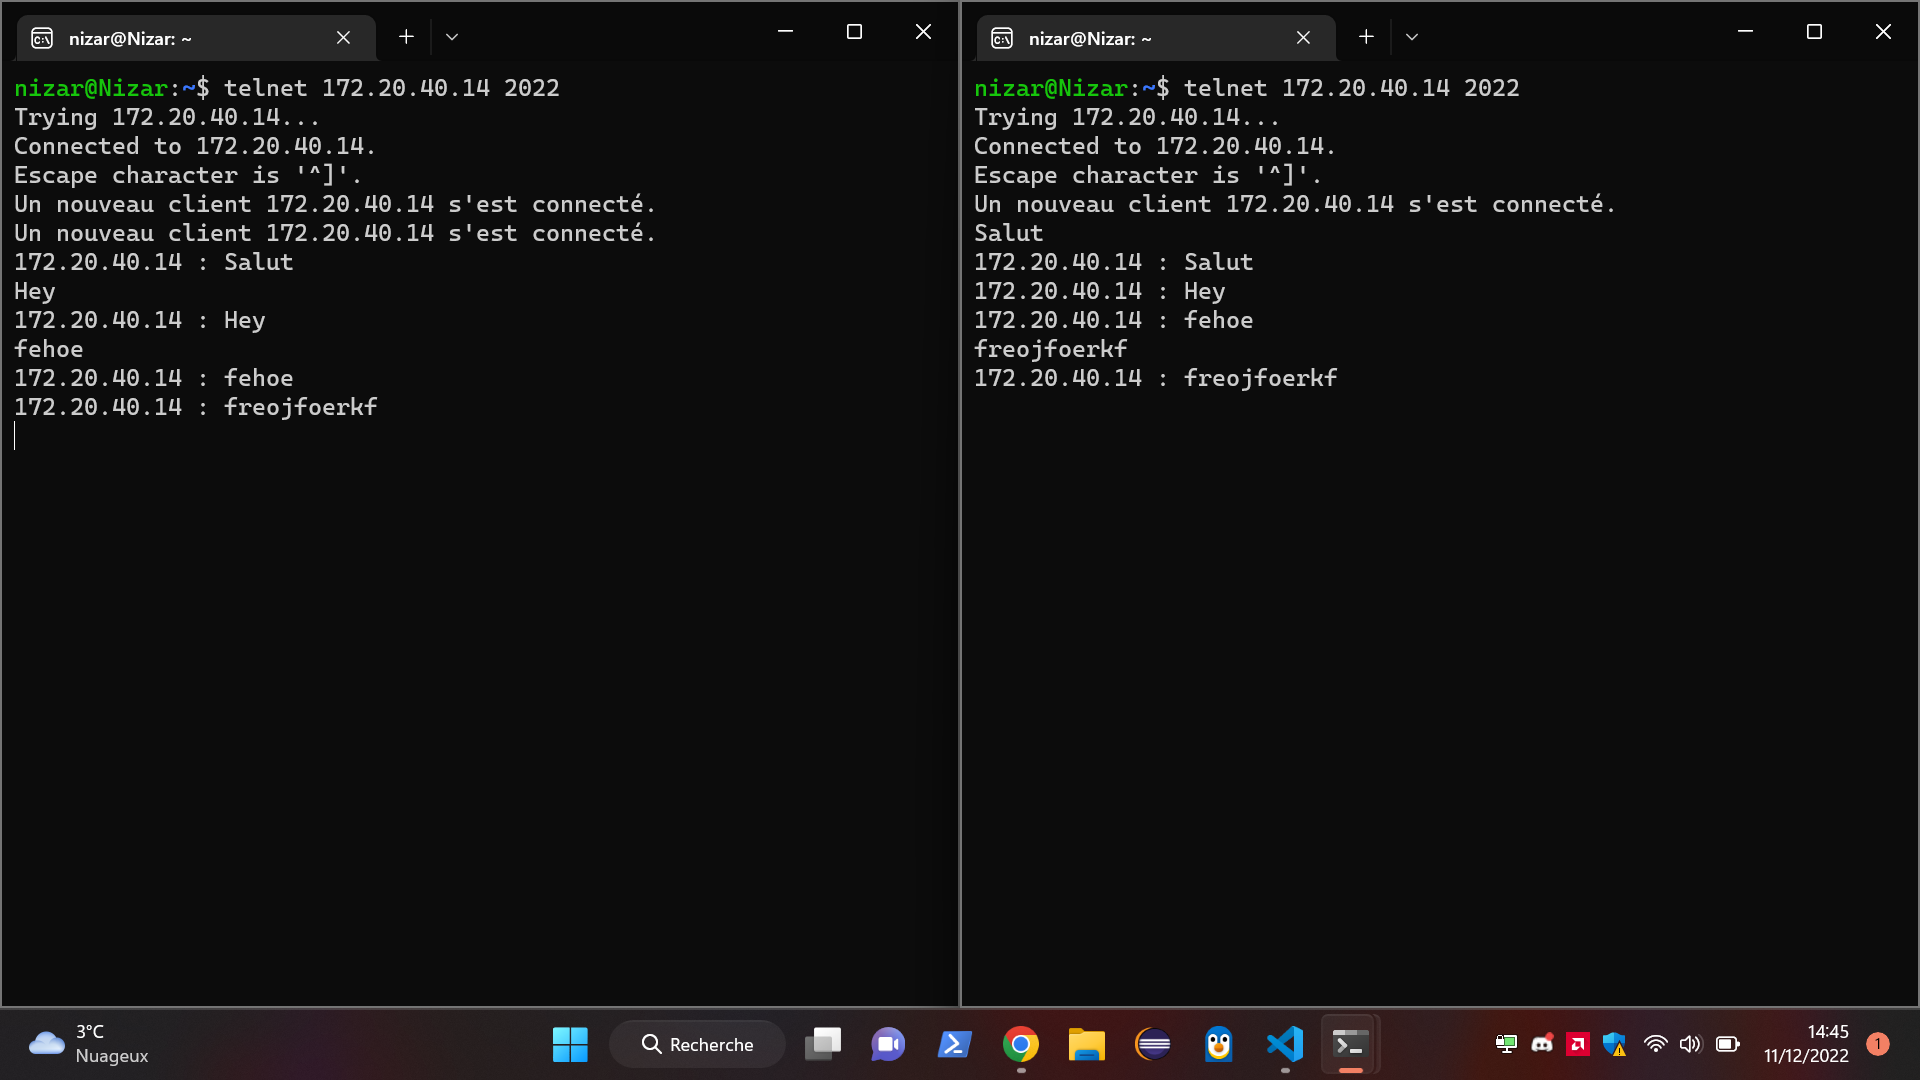 nizar@Nizar: ~
nizar@Nizar:~$ telnet 172.20.40.14 2022
Trying 172.20.40.14...
Connected to 172.20.40.14.
Escape character is '^]'.
Un nouveau client 172.20.40.14 s'est connecté.
Un nouveau client 172.20.40.14 s'est connecté.
172.20.40.14 : Salut
Hey
172.20.40.14 : Hey
fehoe
172.20.40.14 : fehoe
172.20.40.14 : freojfoerkf
nizar@Nizar: ~
nizar@Nizar:~$ telnet 172.20.40.14 2022
Trying 172.20.40.14...
Connected to 172.20.40.14.
Escape character is '^]'.
Un nouveau client 172.20.40.14 s'est connecté.
Salut
172.20.40.14 : Salut
172.20.40.14 : Hey
172.20.40.14 : fehoe
freojfoerkf
172.20.40.14 : freojfoerkf
3°C
Nuageux
Recherche
14:45
11/12/2022
1